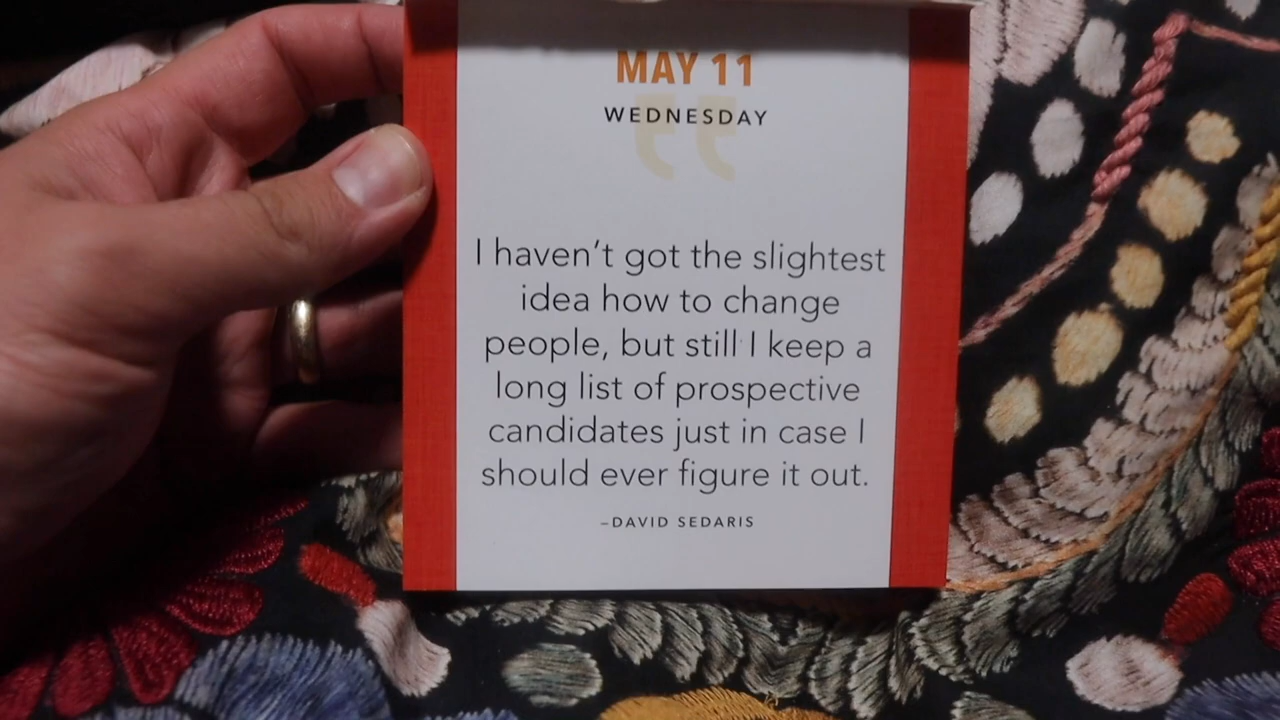 MAY 11
WEDNESDAY
I haven’t got the slightest
idea how to change
people, but still I keep a
long list of prospective
candidates just in case I
should ever figure it out.
–DAVID SEDARIS